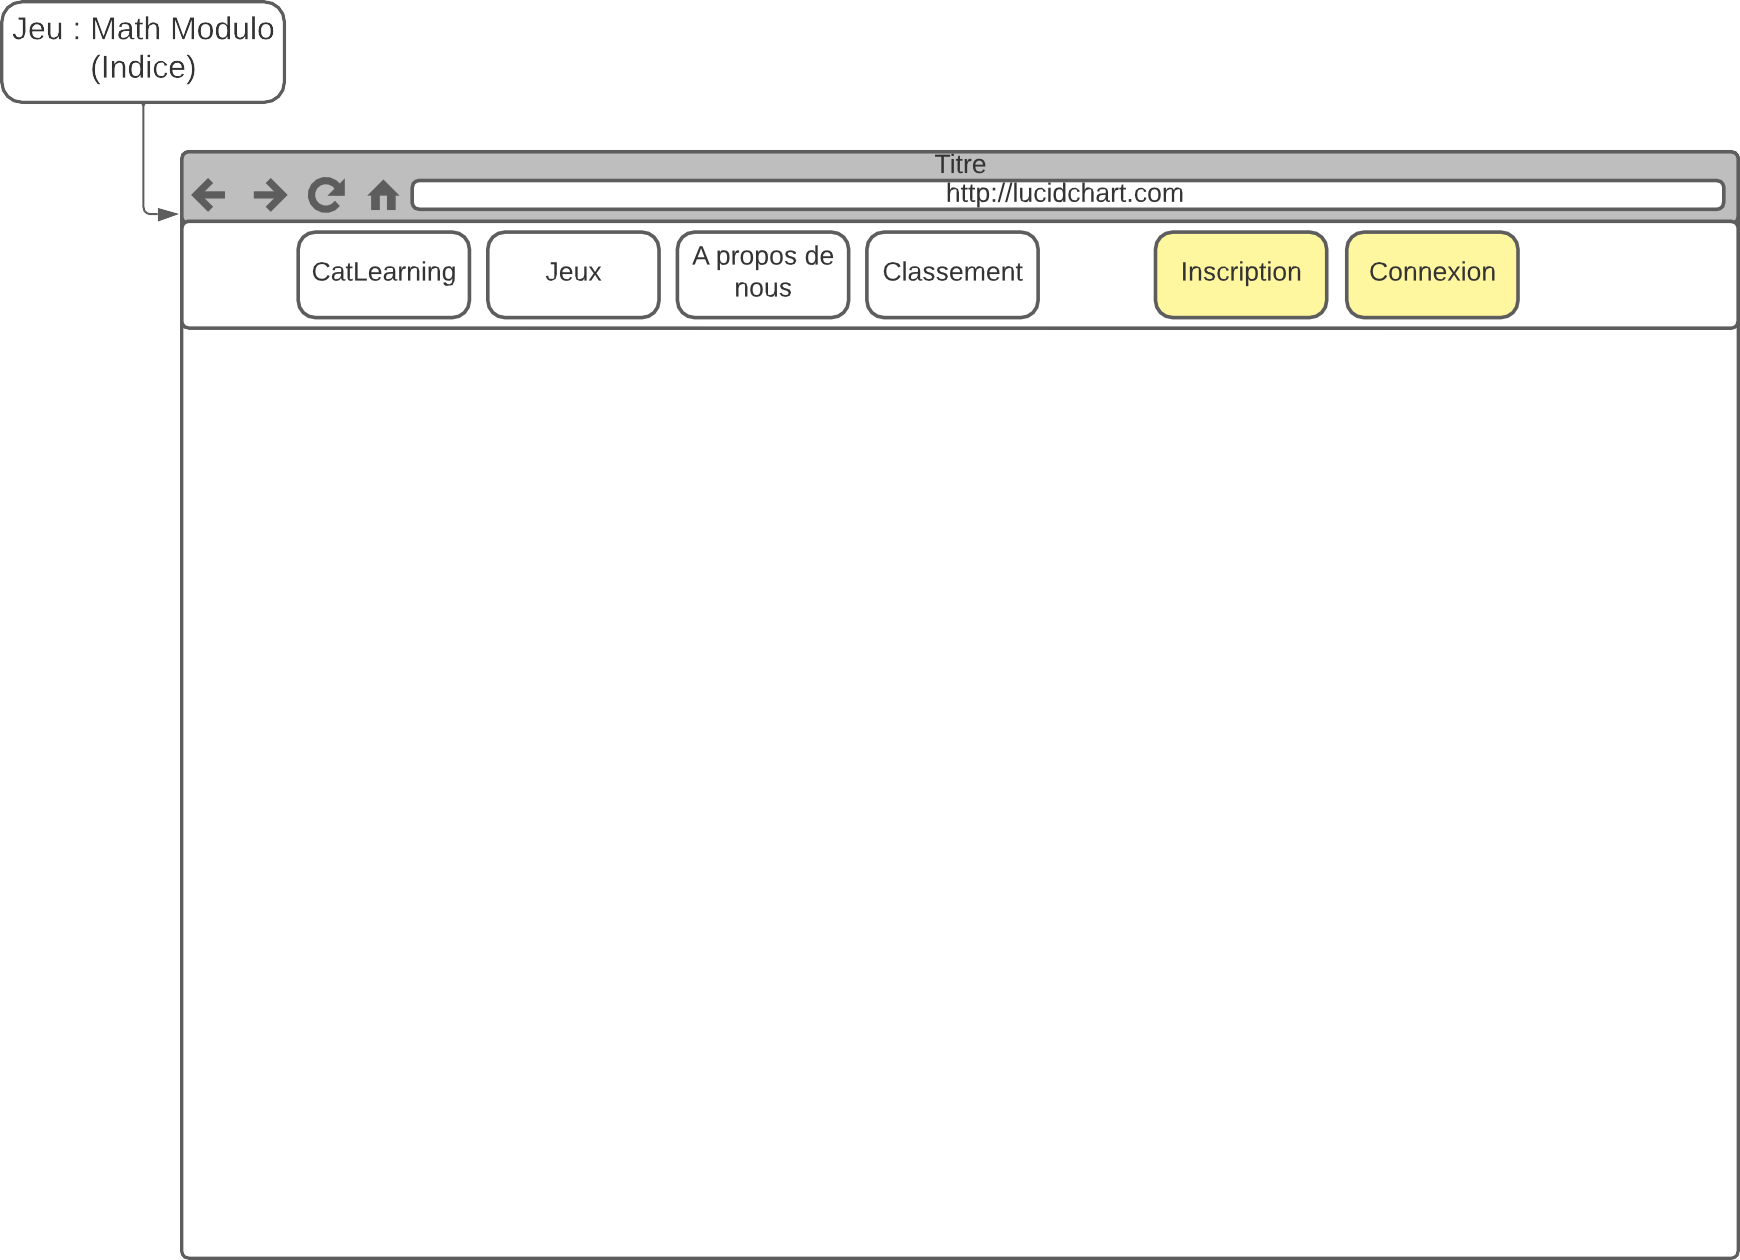 Jeu : Math Modulo
(Indice)
Titre
http://lucidchart.com
CatLearning
Jeux
A propos de
nous
Classement
Inscription
Connexion